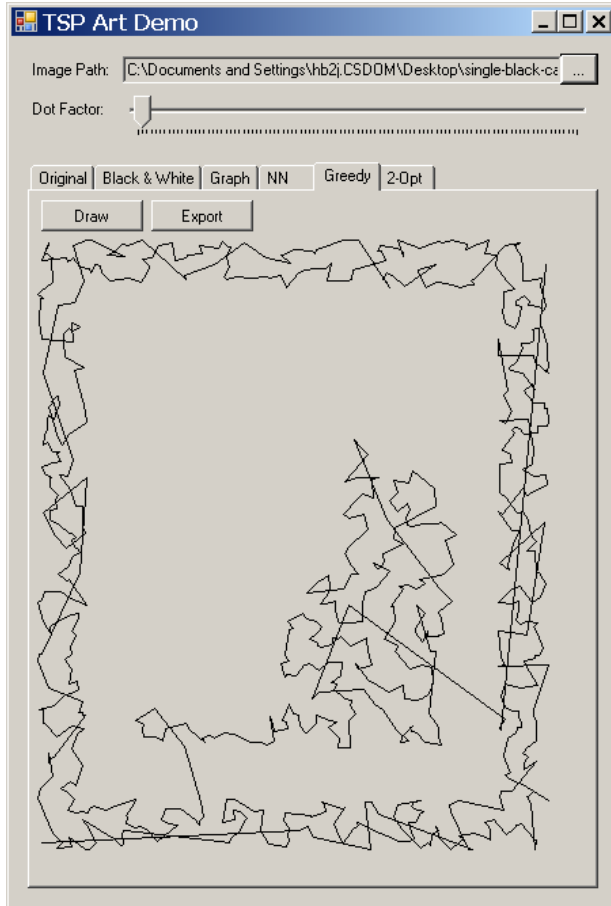 TSP Art Demo
Image Path: C:\Documents and Settings\hb2j.CSDOM\Desktop\single-black-ca ...
Dot Factor:
Original Black & White Graph NN Greedy 2-Opt
Draw Export